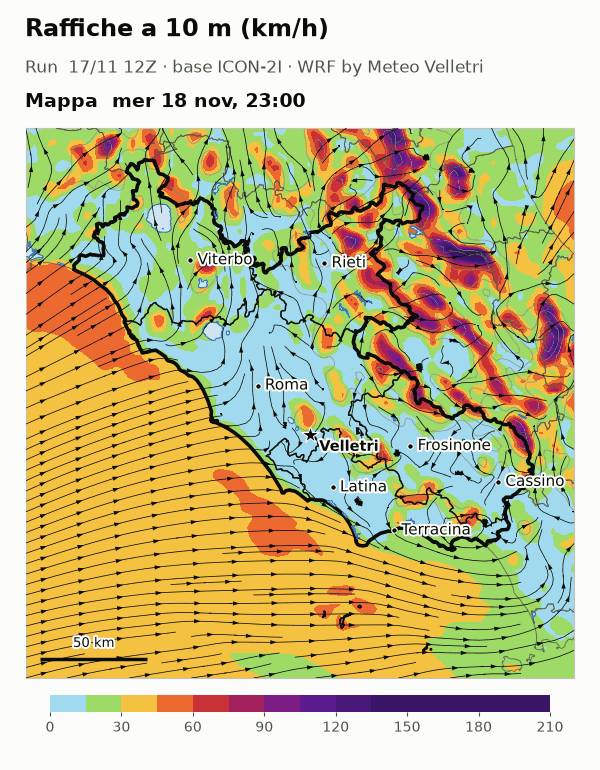 Raffiche a 10 m (km/h)
Run  17/11 12Z · base ICON-2I · WRF by Meteo Velletri
Mappa  mer 18 nov, 23:00
Viterbo
Rieti
Roma
Velletri
Frosinone
Cassino
Latina
Terracina
50 km
0 30 60 90 120 150 180 210